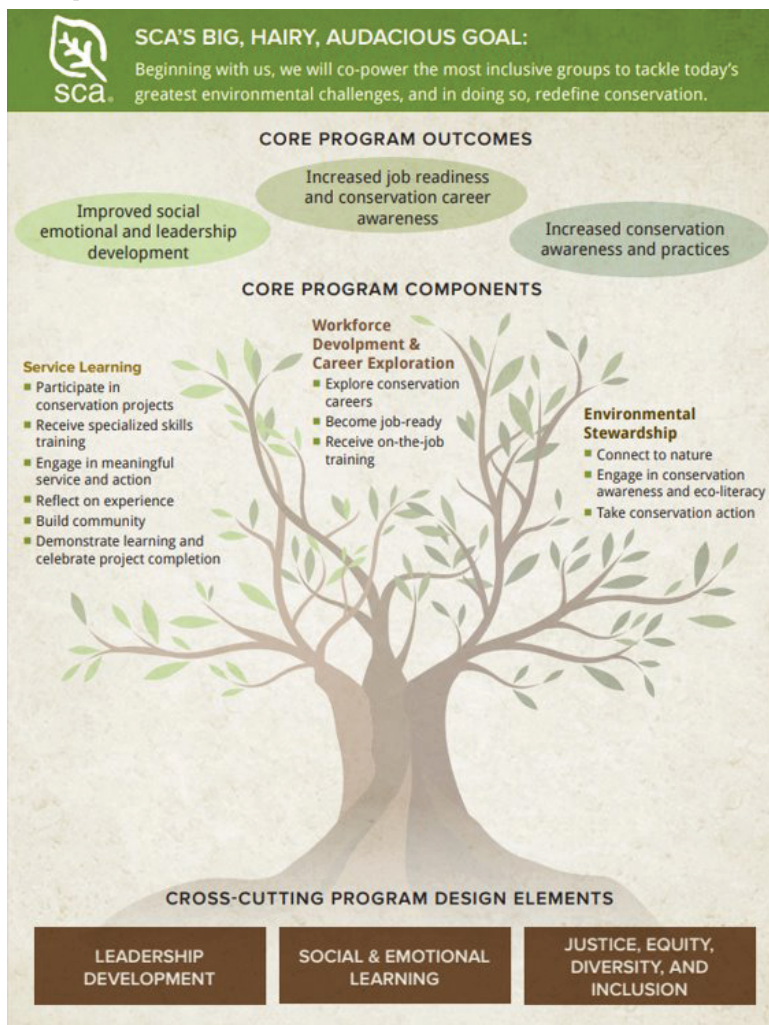 sca®
SCA'S BIG, HAIRY, AUDACIOUS GOAL:
Beginning with us, we will co-power the most inclusive groups to tackle today's
greatest environmental challenges, and in doing so, redefine conservation.
CORE PROGRAM OUTCOMES
Improved social
emotional and leadership
development
Increased job readiness
and conservation career
awareness
Increased conservation
awareness and practices
CORE PROGRAM COMPONENTS
Service Learning
■ Participate in
conservation projects
■ Receive specialized skills
training
■ Engage in meaningful
service and action
■ Reflect on experience
■ Build community
■ Demonstrate learning and
celebrate project completion
Workforce
Devolpment &
Career Exploration
■ Explore conservation
careers
■ Become job-ready
■ Receive on-the-job
training
Environmental
Stewardship
■ Connect to nature
■ Engage in conservation
awareness and eco-literacy
■ Take conservation action
CROSS-CUTTING PROGRAM DESIGN ELEMENTS
LEADERSHIP
DEVELOPMENT
SOCIAL & EMOTIONAL
LEARNING
JUSTICE, EQUITY,
DIVERSITY, AND
INCLUSION